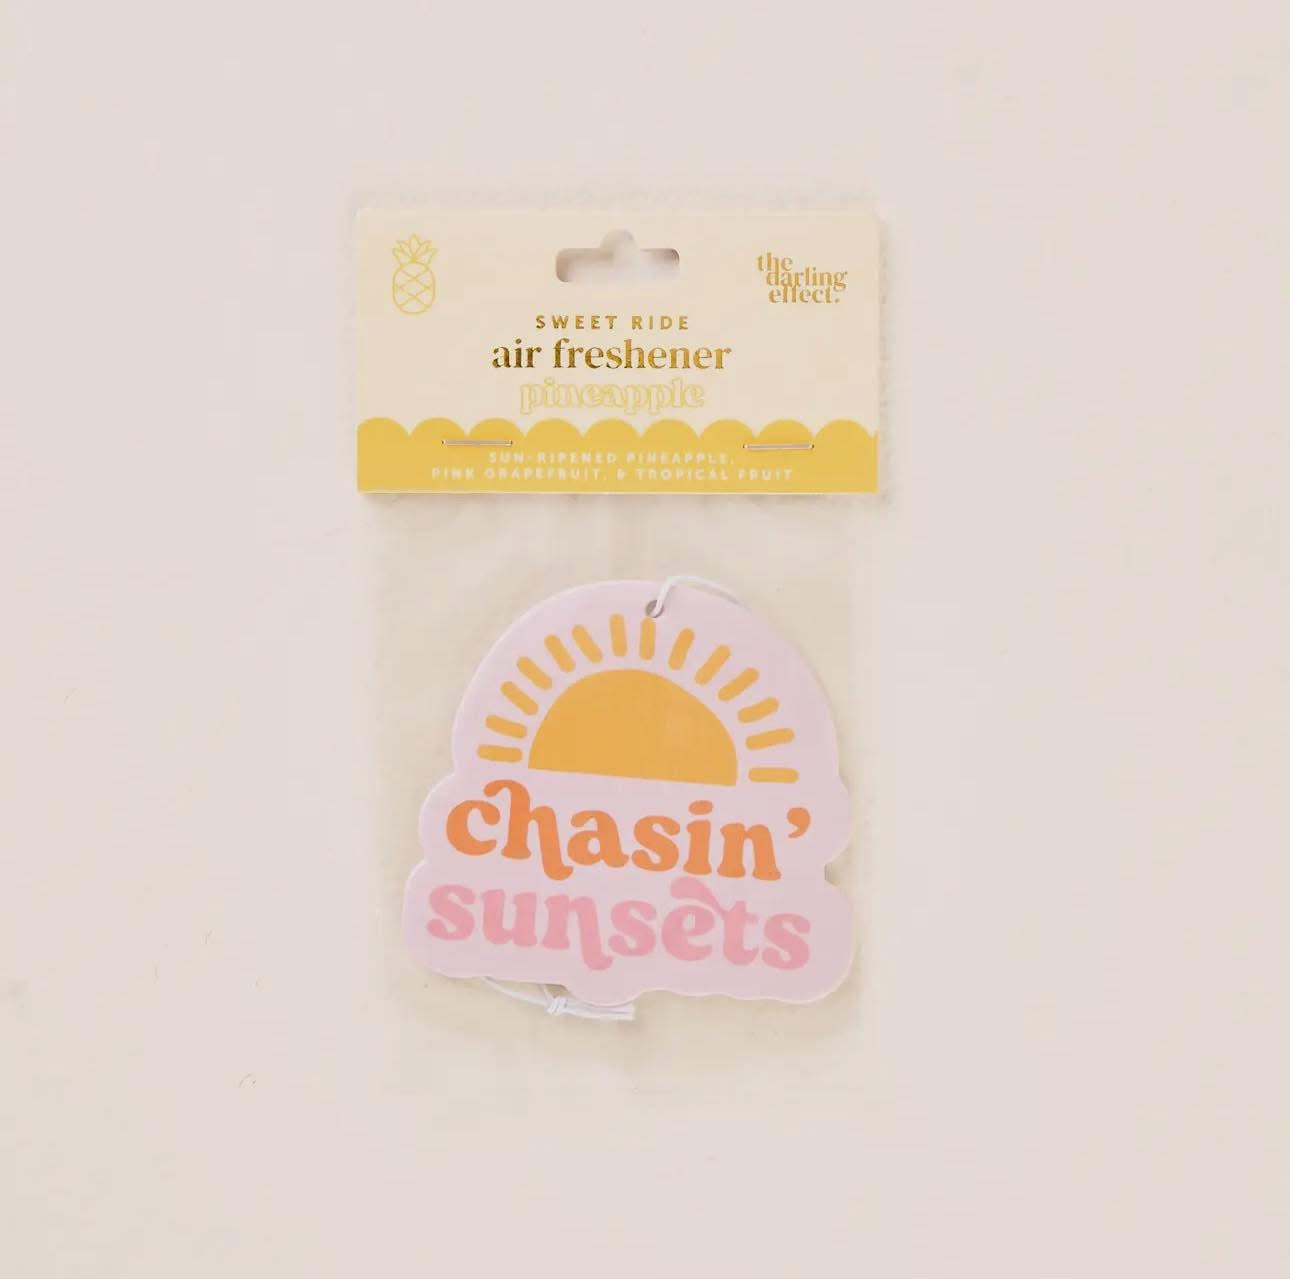 the
darling
effect.
SWEET RIDE
air freshener
pineapple
SUN-RIPENED PINEAPPLE,
PINK GRAPEFRUIT, & TROPICAL FRUIT
chasin’
sunsets